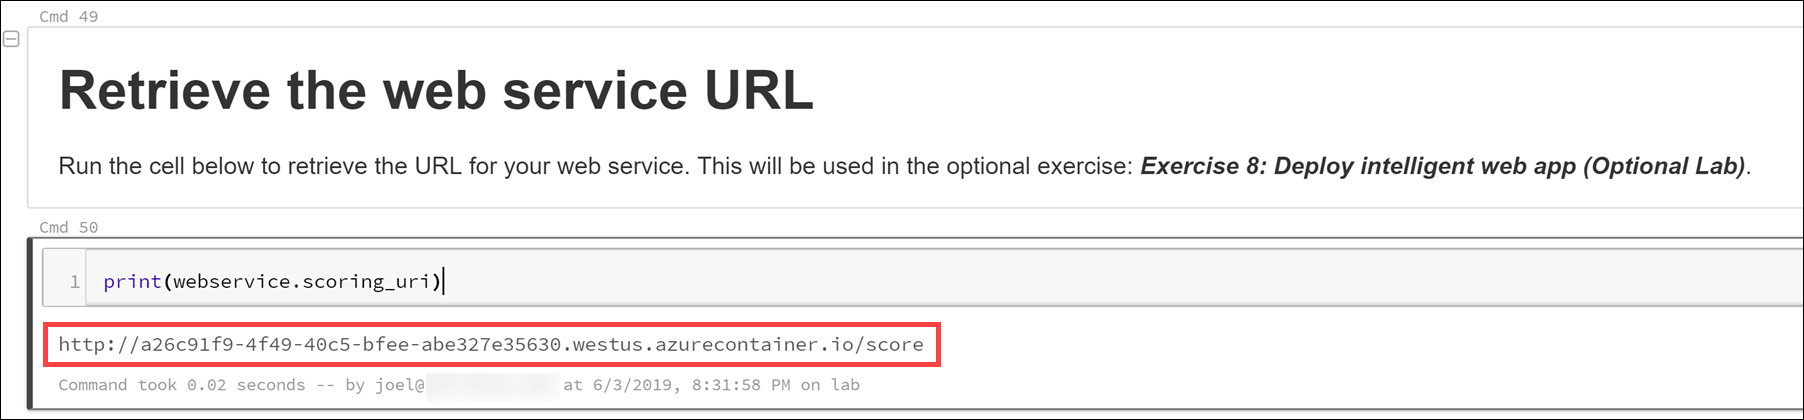 Cmd 49
Retrieve the web service URL
Run the cell below to retrieve the URL for your web service. This will be used in the optional exercise: Exercise 8: Deploy intelligent web app (Optional Lab).
Cmd 50
1 print(webservice.scoring_uri)
http://a26c91f9-4f49-40c5-bfee-abe327e35630.westus.azurecontainer.io/score
Command took 0.02 seconds -- by joel@ at 6/3/2019, 8:31:58 PM on lab